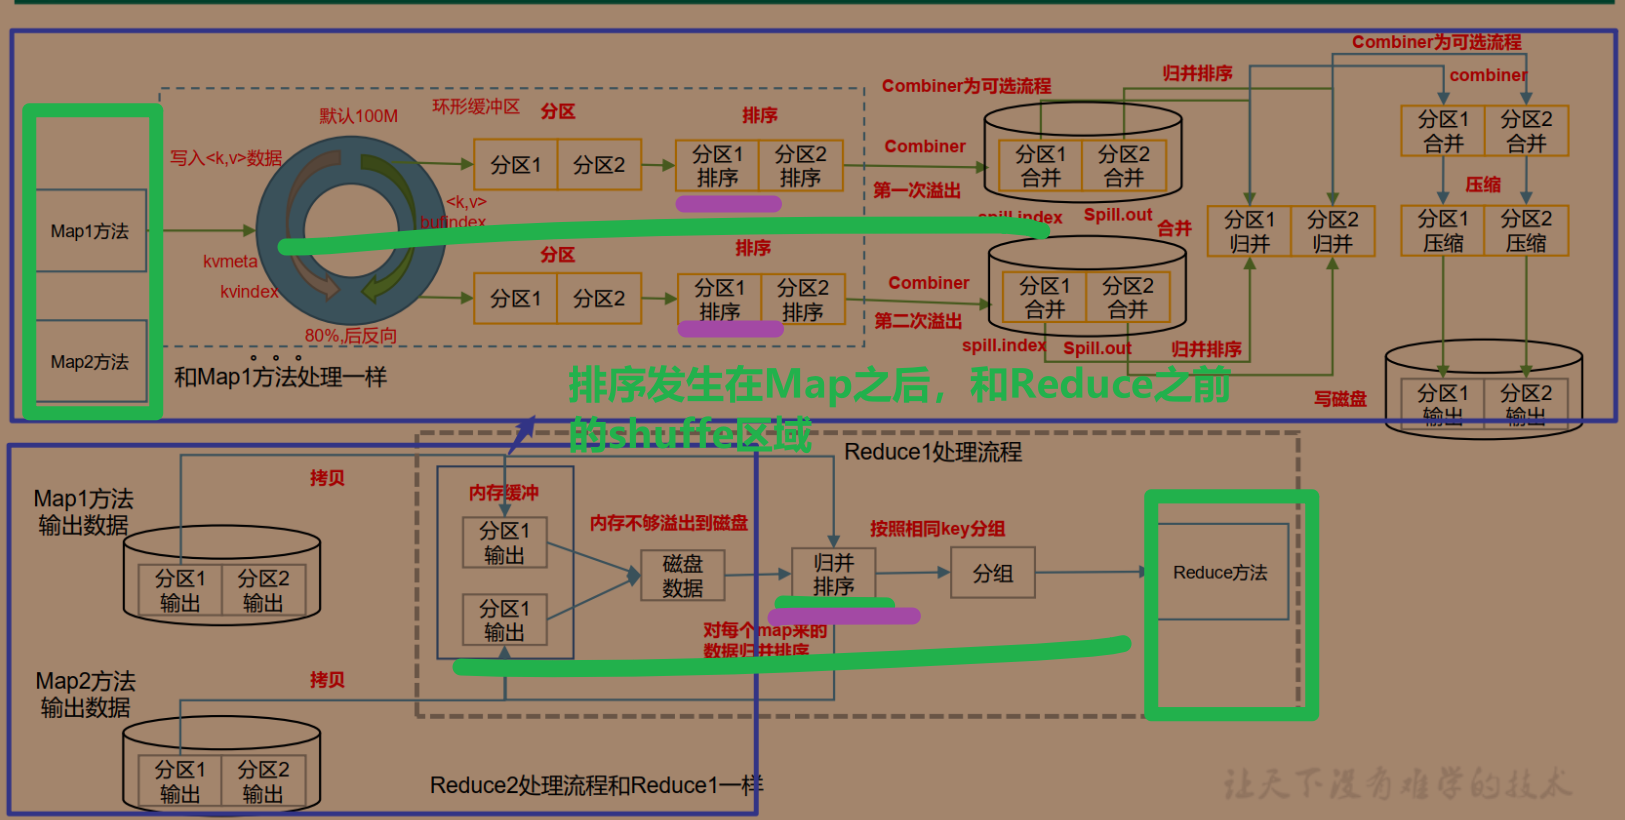 Combiner为可选流程
归并排序
combiner
Combiner为可选流程
默认100M
环形缓冲区
分区
排序
写入<k,v>数据
分区1
分区2
分区1
排序
分区2
排序
Combiner
第一次溢出
分区1
合并
分区2
合并
分区1
合并
分区2
合并
压缩
<k,v>
bufindex
spill.index
Spill.out
合并
Map1方法
分区1
归并
分区2
归并
分区1
压缩
分区2
压缩
kvmeta
kvindex
分区
排序
分区1
分区2
分区1
排序
分区2
排序
Combiner
第二次溢出
分区1
合并
分区2
合并
80%,后反向
spill.index
Spill.out
归并排序
Map2方法
。。。
和Map1方法处理一样
写磁盘
分区1
输出
分区2
输出
排序发生在Map之后，和Reduce之前
的shuffe区域
Reduce1处理流程
拷贝
Map1方法
输出数据
内存缓冲
分区1
输出
内存不够溢出到磁盘
按照相同key分组
磁盘
数据
归并
排序
分组
Reduce方法
分区1
输出
分区2
输出
分区1
输出
对每个map来的
数据归并排序
Map2方法
输出数据
拷贝
分区1
输出
分区2
输出
Reduce2处理流程和Reduce1一样
让天下没有难学的技术